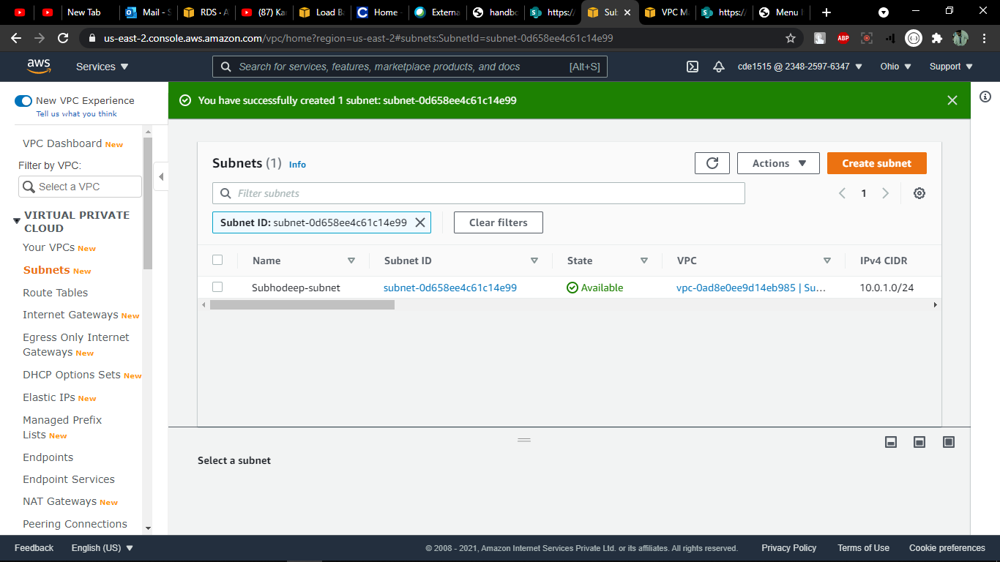 New Tab
Mail - S
RDS · A
(87) Kar
Load Ba
Home -
Externa
handbo
https:/
Sub
VPC Ma
https:/
Menu
us-east-2.console.aws.amazon.com/vpc/home?region=us-east-2#subnets:SubnetId=subnet-0d658ee4c61c14e99
ABP
aws
Services
Search for services, features, marketplace products, and docs
[Alt+S]
cde1515 @ 2348-2597-6347
Ohio
Support
New VPC Experience
Tell us what you think
You have successfully created 1 subnet: subnet-0d658ee4c61c14e99
VPC Dashboard New
Filter by VPC:
Select a VPC
VIRTUAL PRIVATE
CLOUD
Your VPCs New
Subnets New
Route Tables
Internet Gateways New
Egress Only Internet
Gateways New
DHCP Options Sets New
Elastic IPs New
Managed Prefix
Lists New
Endpoints
Endpoint Services
NAT Gateways New
Peering Connections
Subnets (1) Info
Actions
Create subnet
Filter subnets
1
Subnet ID: subnet-0d658ee4c61c14e99
Clear filters
Name
Subnet ID
State
VPC
IPv4 CIDR
Subhodeep-subnet
subnet-0d658ee4c61c14e99
Available
vpc-0ad8e0ee9d14eb985 | Su...
10.0.1.0/24
Select a subnet
Feedback
English (US)
© 2008 - 2021, Amazon Internet Services Private Ltd. or its affiliates. All rights reserved.
Privacy Policy
Terms of Use
Cookie preferences